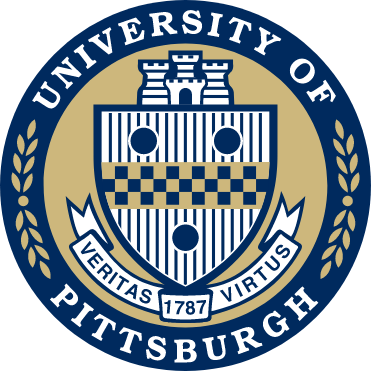 UNIVERSITY OF
PITTSBURGH
VERITAS 1787 VIRTUS